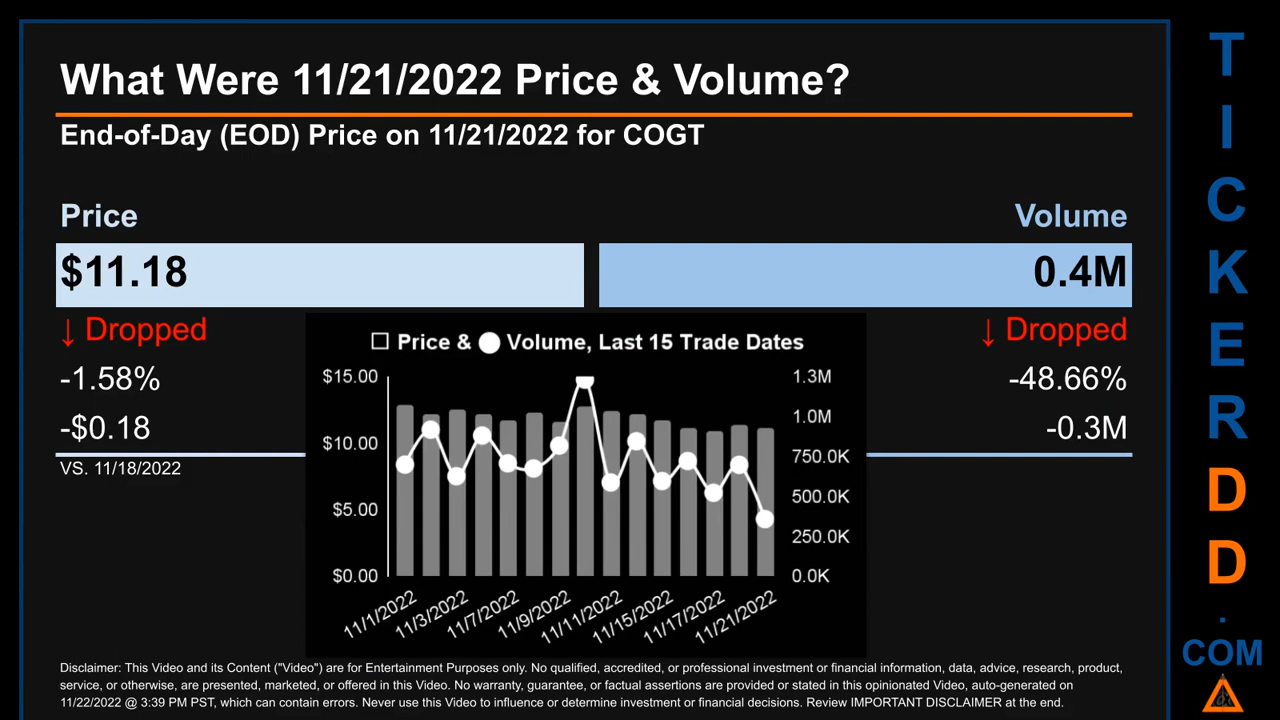 What Were 11/21/2022 Price & Volume?
End-of-Day (EOD) Price on 11/21/2022 for COGT
Price
Volume
$11.18
0.4M
↓ Dropped
↓ Dropped
-1.58%
-48.66%
-$0.18
-0.3M
VS. 11/18/2022
Price & Volume, Last 15 Trade Dates
$15.00
$10.00
$5.00
$0.00
1.3M
1.0M
750.0K
500.0K
250.0K
0.0K
11/1/2022
11/3/2022
11/7/2022
11/9/2022
11/11/2022
11/15/2022
11/17/2022
11/21/2022
Disclaimer: This Video and its Content ("Video") are for Entertainment Purposes only. No qualified, accredited, or professional investment or financial information, data, advice, research, product,
service, or otherwise, are presented, marketed, or offered in this Video. No warranty, guarantee, or factual assertions are provided or stated in this opinionated Video, auto-generated on
11/22/2022 @ 3:39 PM PST, which can contain errors. Never use this Video to influence or determine investment or financial decisions. Review IMPORTANT DISCLAIMER at the end.
T
I
C
K
E
R
D
D
.
COM